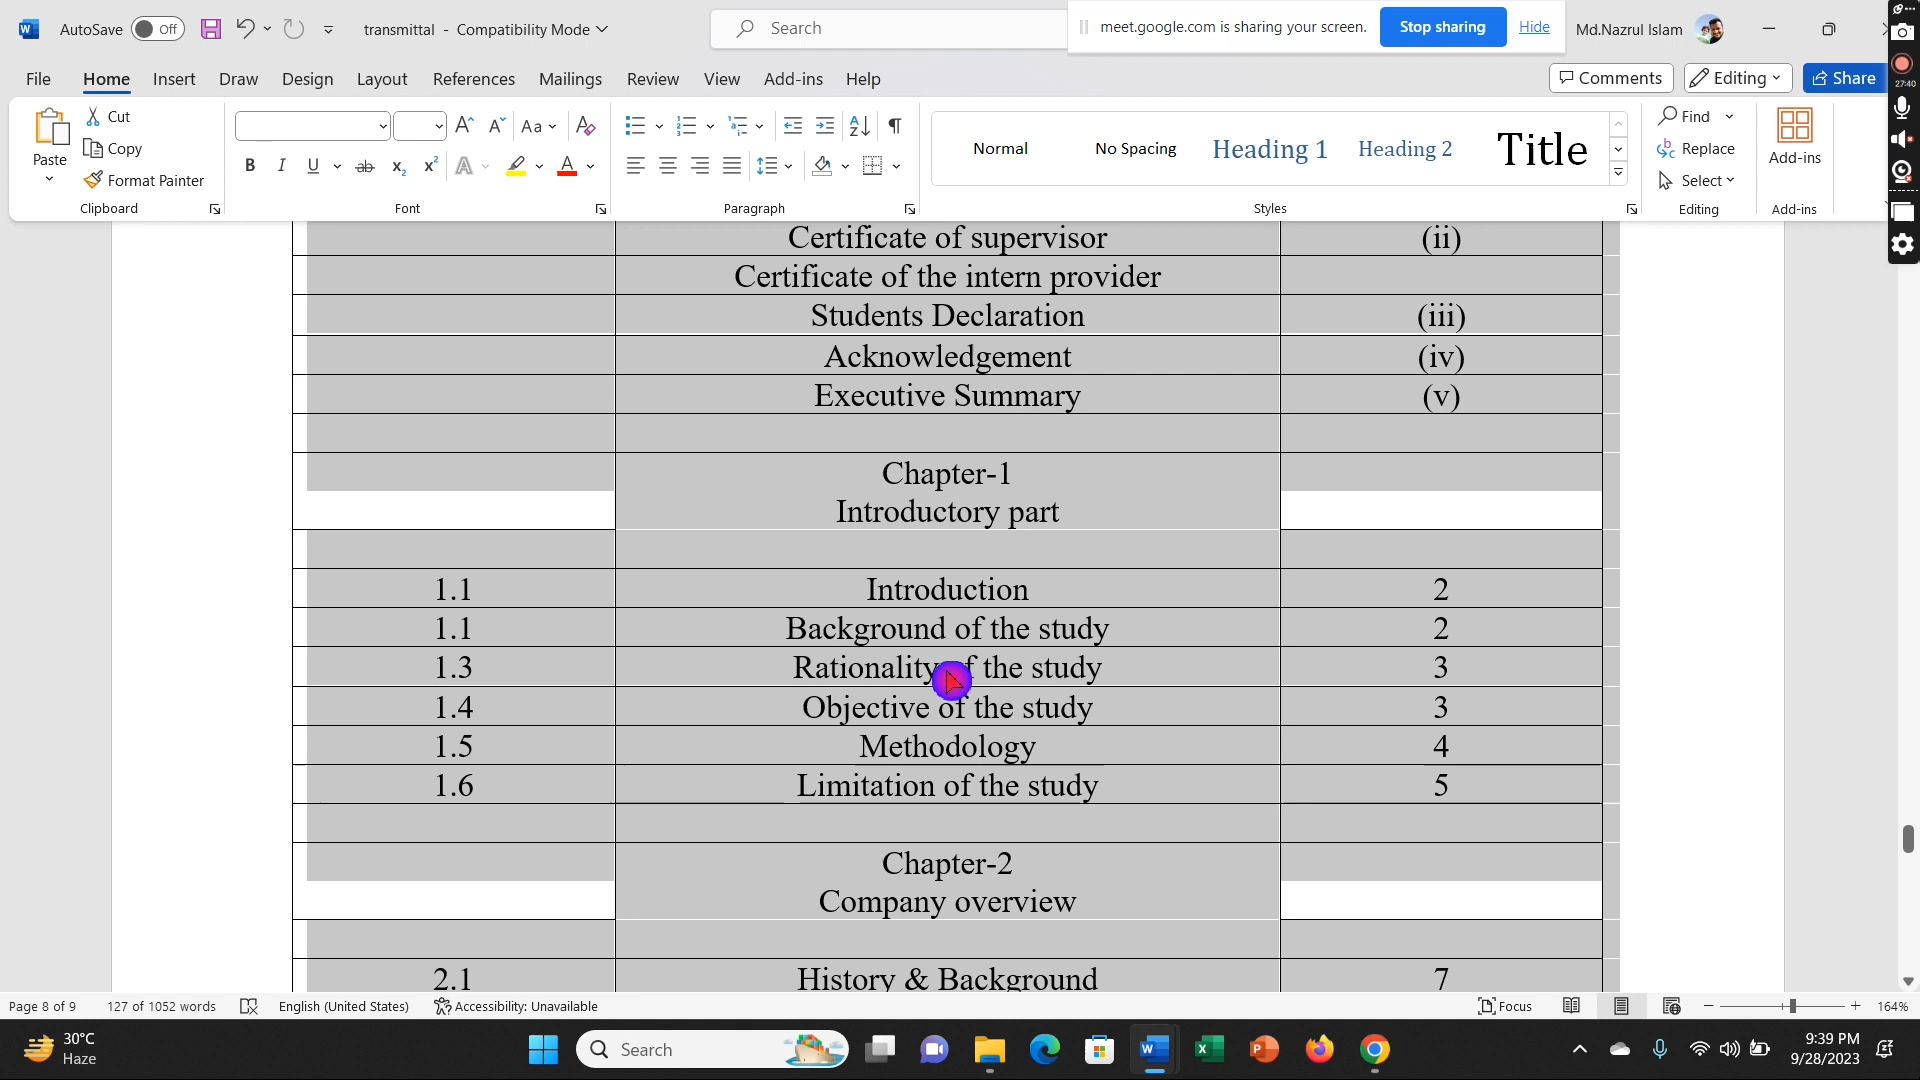 AutoSave Off transmittal - Compatibility Mode Search meet.google.com is sharing your screen. Stop sharing Hide Md.Nazrul Islam
File Home Insert Draw Design Layout References Mailings Review View Add-ins Help Comments Editing Share
27:40
Paste Cut Copy Format Painter
Normal No Spacing Heading 1 Heading 2 Title
Find Replace Select
Add-ins
Clipboard Font Paragraph Styles Editing Add-ins
Certificate of supervisor (ii)
Certificate of the intern provider
Students Declaration (iii)
Acknowledgement (iv)
Executive Summary (v)
Chapter-1
Introductory part
1.1 Introduction 2
1.1 Background of the study 2
1.3 Rationality of the study 3
1.4 Objective of the study 3
1.5 Methodology 4
1.6 Limitation of the study 5
Chapter-2
Company overview
2.1 History & Background 7
Page 8 of 9 127 of 1052 words English (United States) Accessibility: Unavailable Focus 164%
30°C
Haze
Search
9:39 PM
9/28/2023